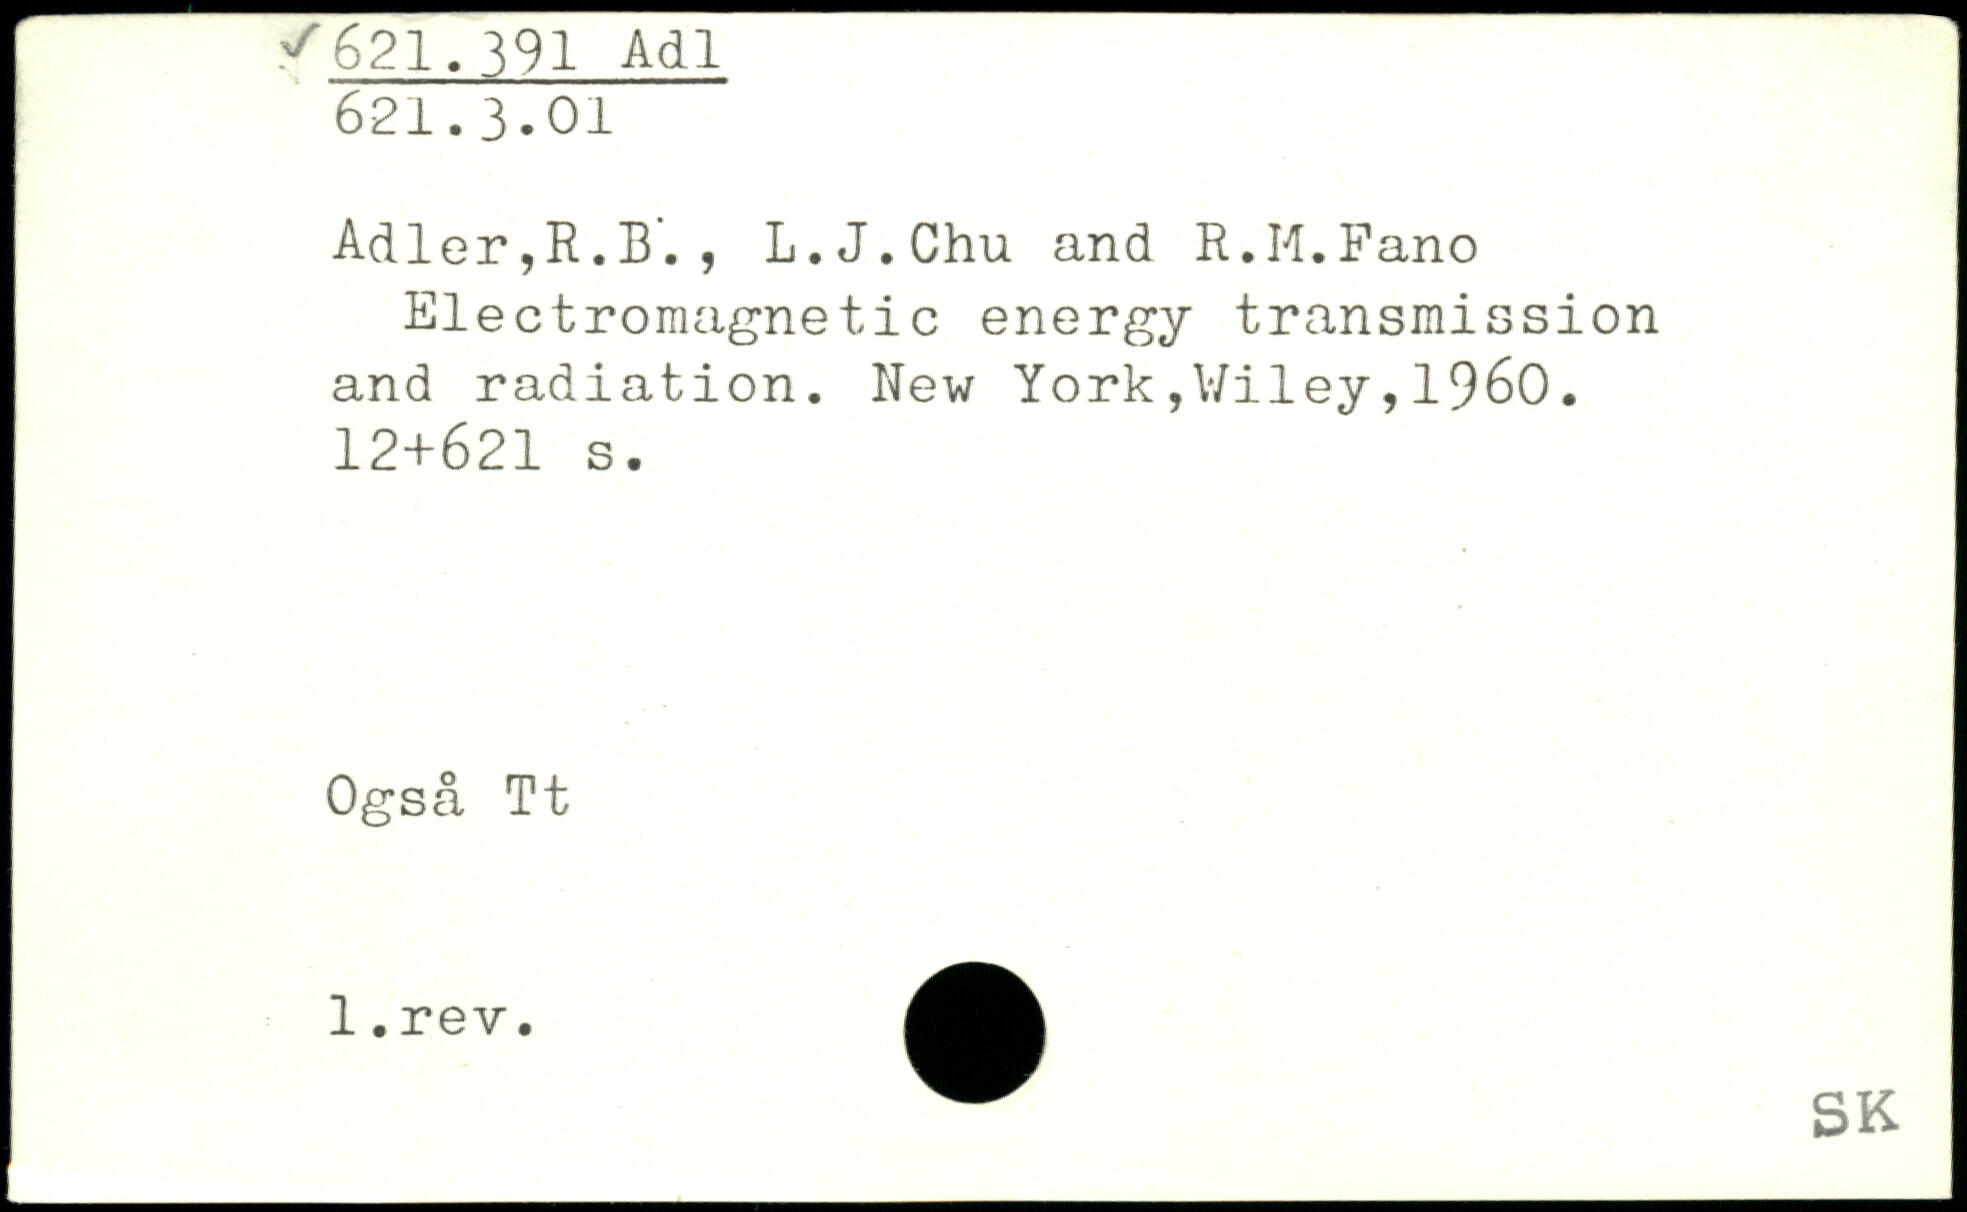 ✓ 621.391 Adl
621.3.01
Adler,R.B., L.J.Chu and R.M.Fano
Electromagnetic energy transmission
and radiation. New York,Wiley,1960.
12+621 s.
Også Tt
1.rev.
SK